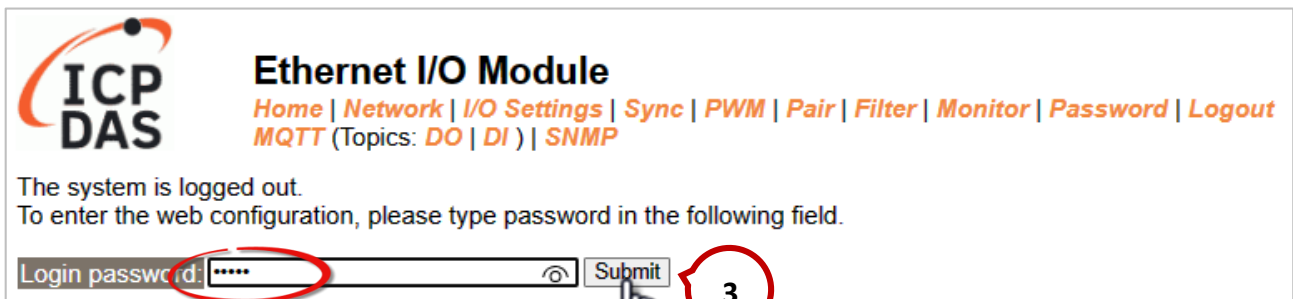 ICP
DAS
Ethernet I/O Module
Home | Network | I/O Settings | Sync | PWM | Pair | Filter | Monitor | Password | Logout
MQTT (Topics: DO | DI ) | SNMP
The system is logged out.
To enter the web configuration, please type password in the following field.
Login password: ••••• Submit
3